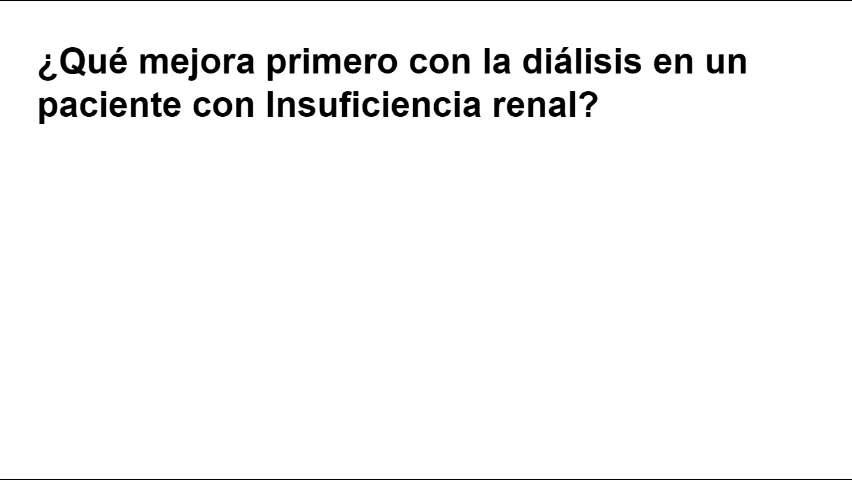 ¿Qué mejora primero con la diálisis en un
paciente con Insuficiencia renal?